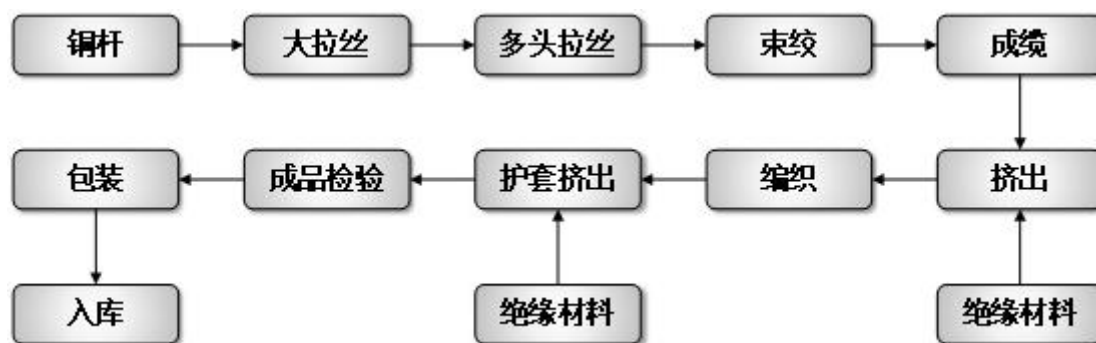 铜杆
大拉丝
多头拉丝
束绞
成缆
包装
成品检验
护套挤出
编织
挤出
入库
绝缘材料
绝缘材料